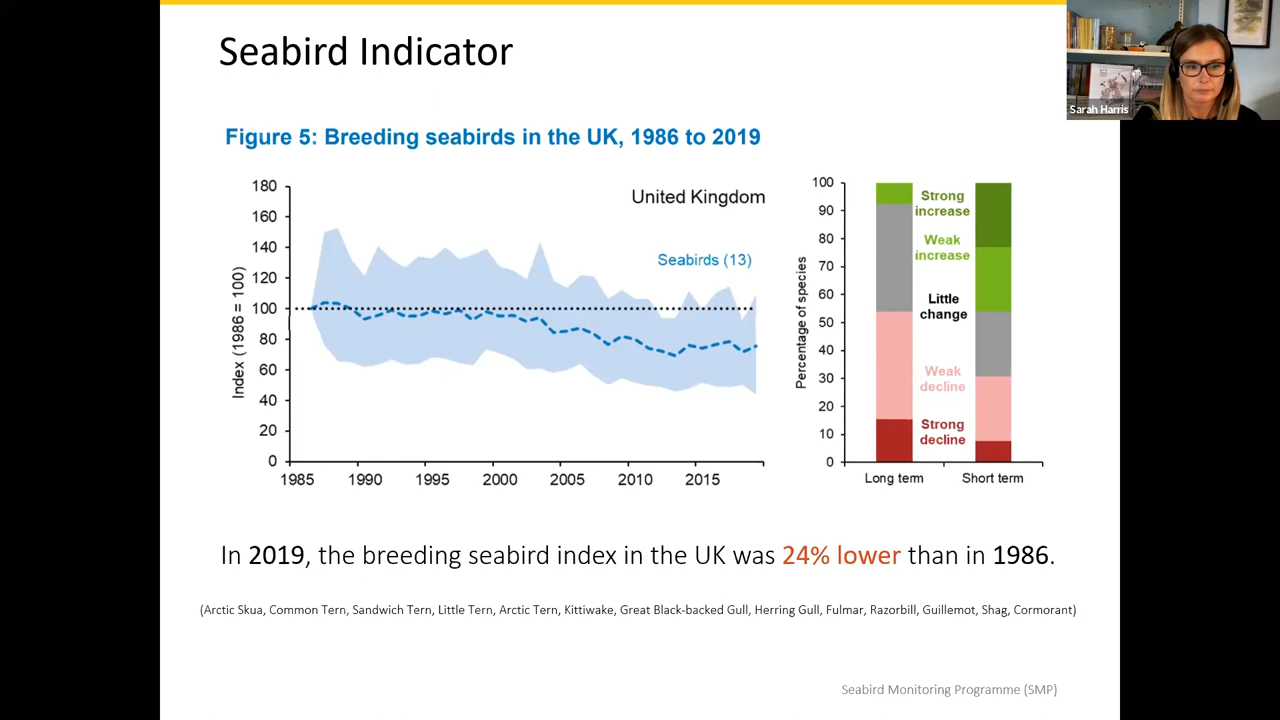 Seabird Indicator
Sarah Harris
Figure 5: Breeding seabirds in the UK, 1986 to 2019
United Kingdom
Seabirds (13)
Index (1986 = 100)
180
160
140
120
100
80
60
40
20
0
1985 1990 1995 2000 2005 2010 2015
Percentage of species
100
90
80
70
60
50
40
30
20
10
0
Strong
increase
Weak
increase
Little
change
Weak
decline
Strong
decline
Long term Short term
In 2019, the breeding seabird index in the UK was 24% lower than in 1986.
(Arctic Skua, Common Tern, Sandwich Tern, Little Tern, Arctic Tern, Kittiwake, Great Black-backed Gull, Herring Gull, Fulmar, Razorbill, Guillemot, Shag, Cormorant)
Seabird Monitoring Programme (SMP)